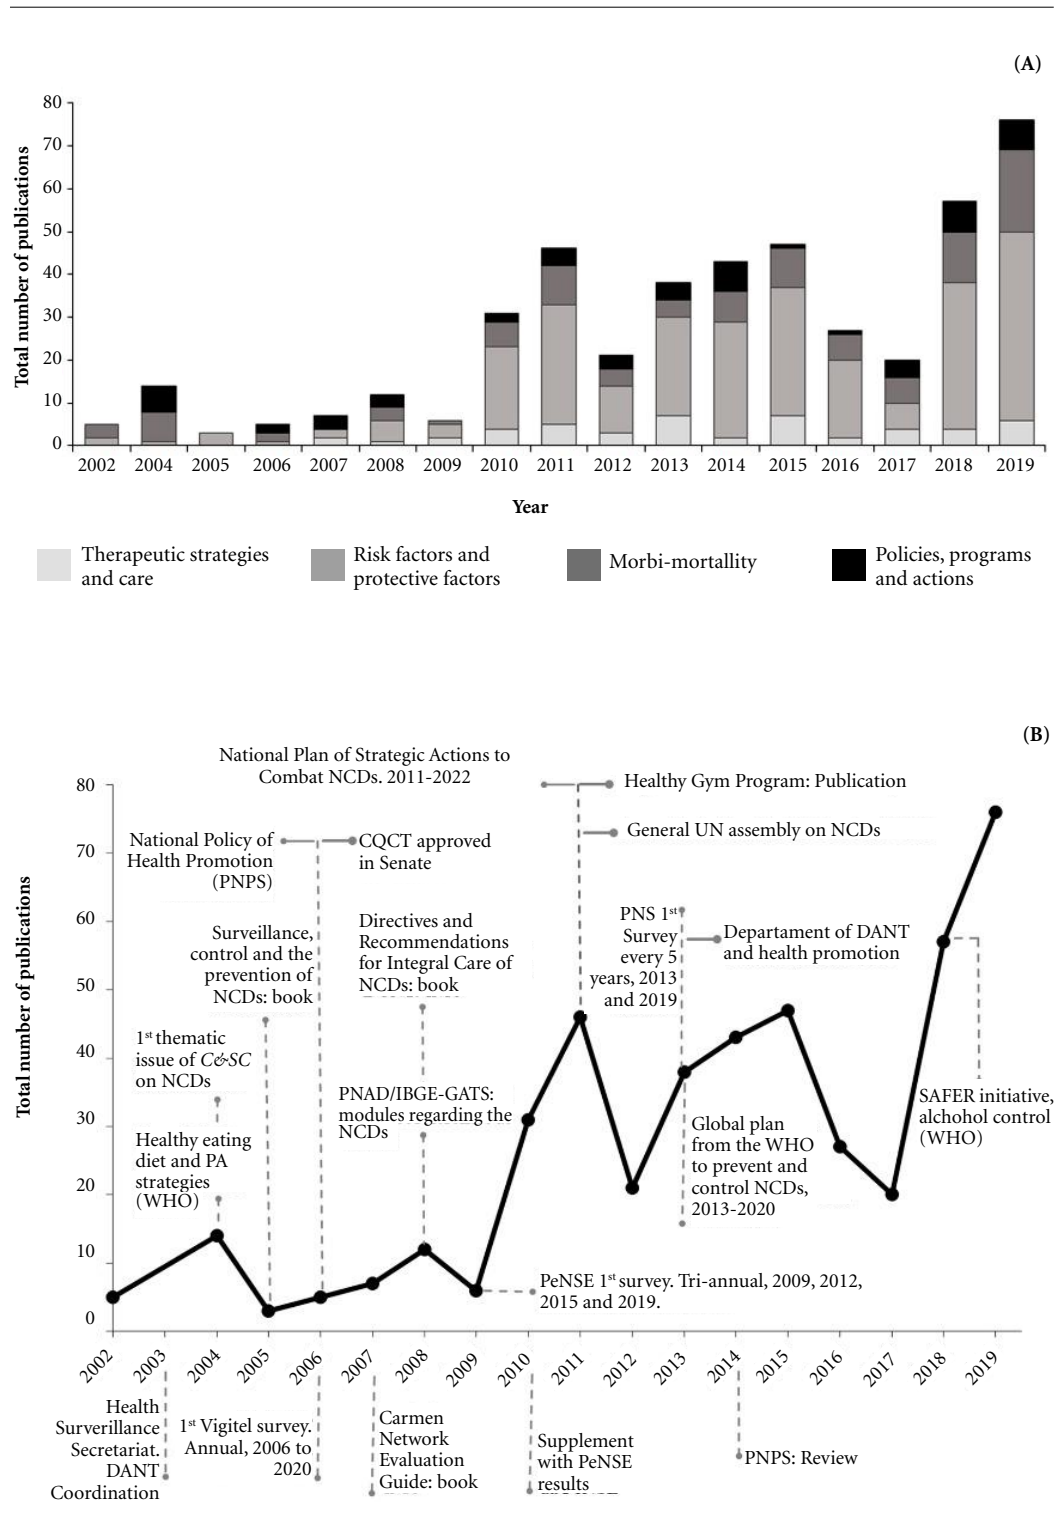 (A)
80
70
60
50
40
30
20
10
0
Total number of publications
2002 2004 2005 2006 2007 2008 2009 2010 2011 2012 2013 2014 2015 2016 2017 2018 2019
Year
Therapeutic strategies
and care
Risk factors and
protective factors
Morbi-mortallity
Policies, programs
and actions
(B)
80
70
60
50
40
30
20
10
0
Total number of publications
National Plan of Strategic Actions to
Combat NCDs. 2011-2022
Healthy Gym Program: Publication
General UN assembly on NCDs
National Policy of
Health Promotion
(PNPS)
CQCT approved
in Senate
Surveillance,
control and the
prevention of
NCDs: book
Directives and
Recommendations
for Integral Care of
NCDs: book
PNS 1st
Survey
every 5
years, 2013
and 2019
Departament of DANT
and health promotion
1st thematic
issue of C&SC
on NCDs
Healthy eating
diet and PA
strategies
(WHO)
PNAD/IBGE-GATS:
modules regarding the
NCDs
Global plan
from the WHO
to prevent and
control NCDs,
2013-2020
SAFER initiative,
alchohol control
(WHO)
PeNSE 1st survey. Tri-annual, 2009, 2012,
2015 and 2019.
2002 2003 2004 2005 2006 2007 2008 2009 2010 2011 2012 2013 2014 2015 2016 2017 2018 2019
Health
Surverillance
Secretariat.
DANT
Coordination
1st Vigitel survey.
Annual, 2006 to
2020
Carmen
Network
Evaluation
Guide: book
Supplement
with PeNSE
results
PNPS: Review